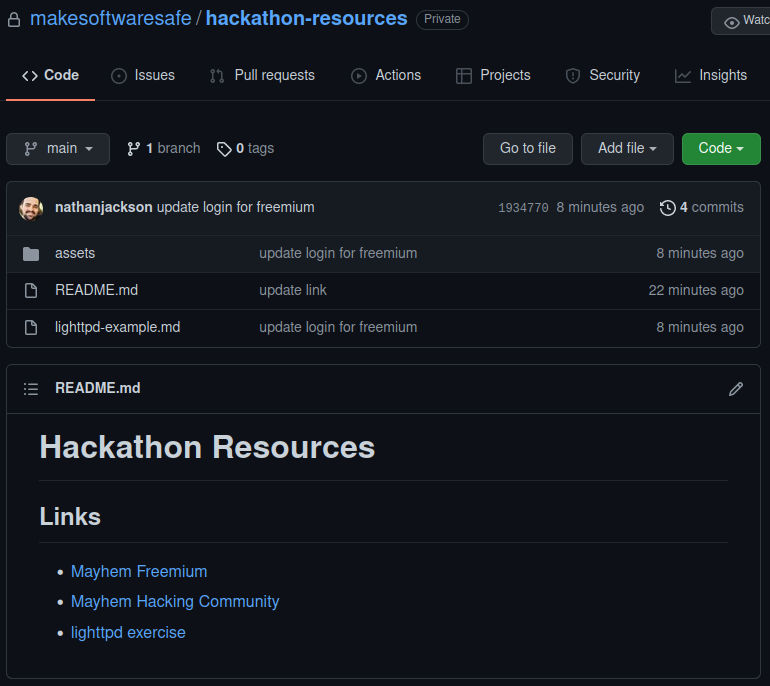 makesoftwaresafe / hackathon-resources Private Watc
Code Issues Pull requests Actions Projects Security Insights
main 1 branch 0 tags Go to file Add file Code
nathanjackson update login for freemium 1934770 8 minutes ago 4 commits
assets update login for freemium 8 minutes ago
README.md update link 22 minutes ago
lighttpd-example.md update login for freemium 8 minutes ago
README.md
Hackathon Resources
Links
Mayhem Freemium
Mayhem Hacking Community
lighttpd exercise